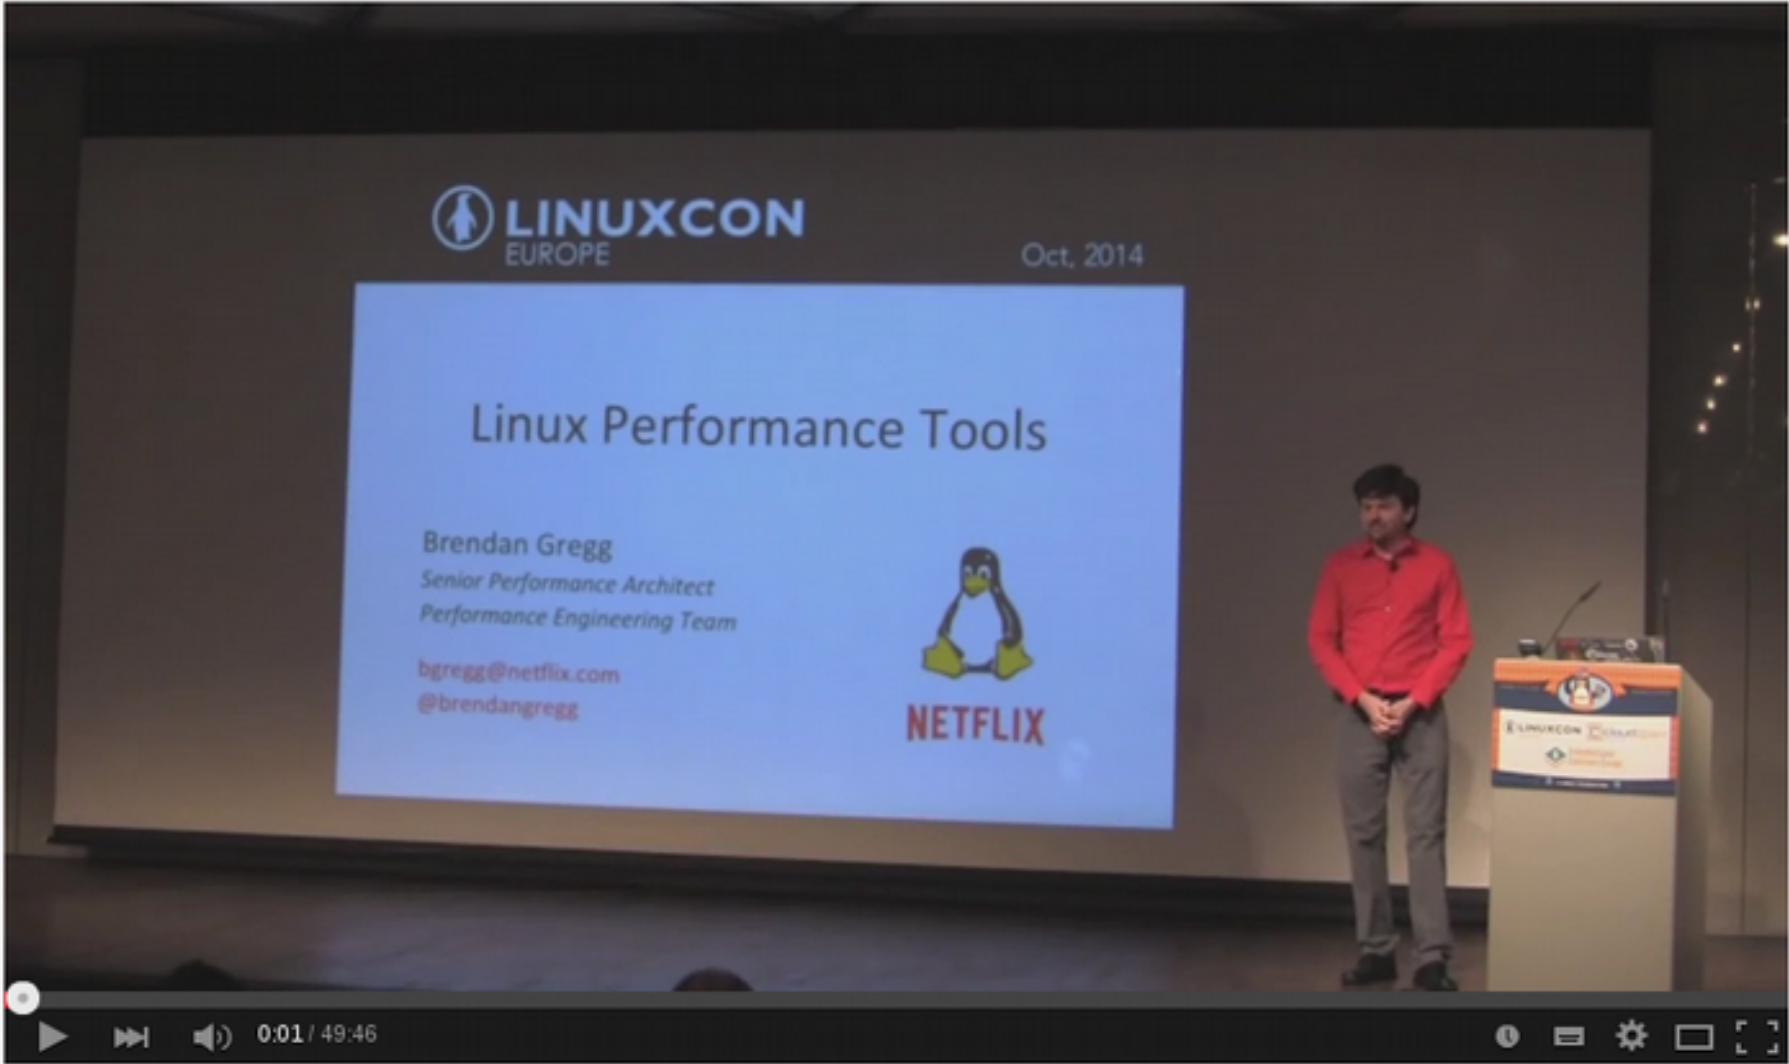 LINUXCON
EUROPE
Oct, 2014
Linux Performance Tools
Brendan Gregg
Senior Performance Architect
Performance Engineering Team
bgregg@netflix.com
@brendangregg
NETFLIX
LINUXCON
0:01 / 49:46